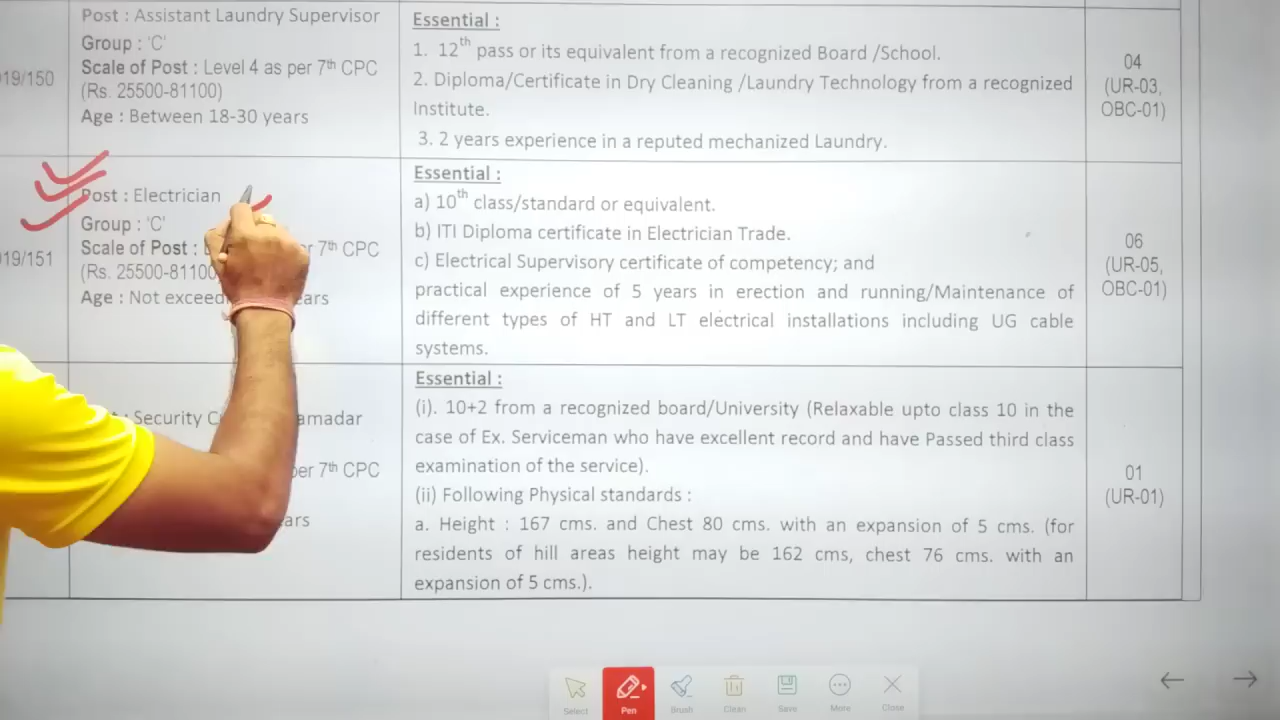 19/150
Post : Assistant Laundry Supervisor
Group : 'C'
Scale of Post : Level 4 as per 7th CPC
(Rs. 25500-81100)
Age : Between 18-30 years
Essential :
1. 12th pass or its equivalent from a recognized Board /School.
2. Diploma/Certificate in Dry Cleaning /Laundry Technology from a recognized
Institute.
3. 2 years experience in a reputed mechanized Laundry.
04
(UR-03,
OBC-01)
19/151
Post : Electrician
Group : 'C'
Scale of Post : 7th CPC
(Rs. 25500-81100
Age : Not
Essential :
a) 10th class/standard or equivalent.
b) ITI Diploma certificate in Electrician Trade.
c) Electrical Supervisory certificate of competency; and
practical experience of 5 years in erection and running/Maintenance of
different types of HT and LT electrical installations including UG cable
systems.
06
(UR-05,
OBC-01)
: Security
per 7th CPC
Essential :
(i). 10+2 from a recognized board/University (Relaxable upto class 10 in the
case of Ex. Serviceman who have excellent record and have Passed third class
examination of the service).
(ii) Following Physical standards :
a. Height : 167 cms. and Chest 80 cms. with an expansion of 5 cms. (for
residents of hill areas height may be 162 cms, chest 76 cms. with an
expansion of 5 cms.).
01
(UR-01)
Select Pen Brush Clean Save More Close